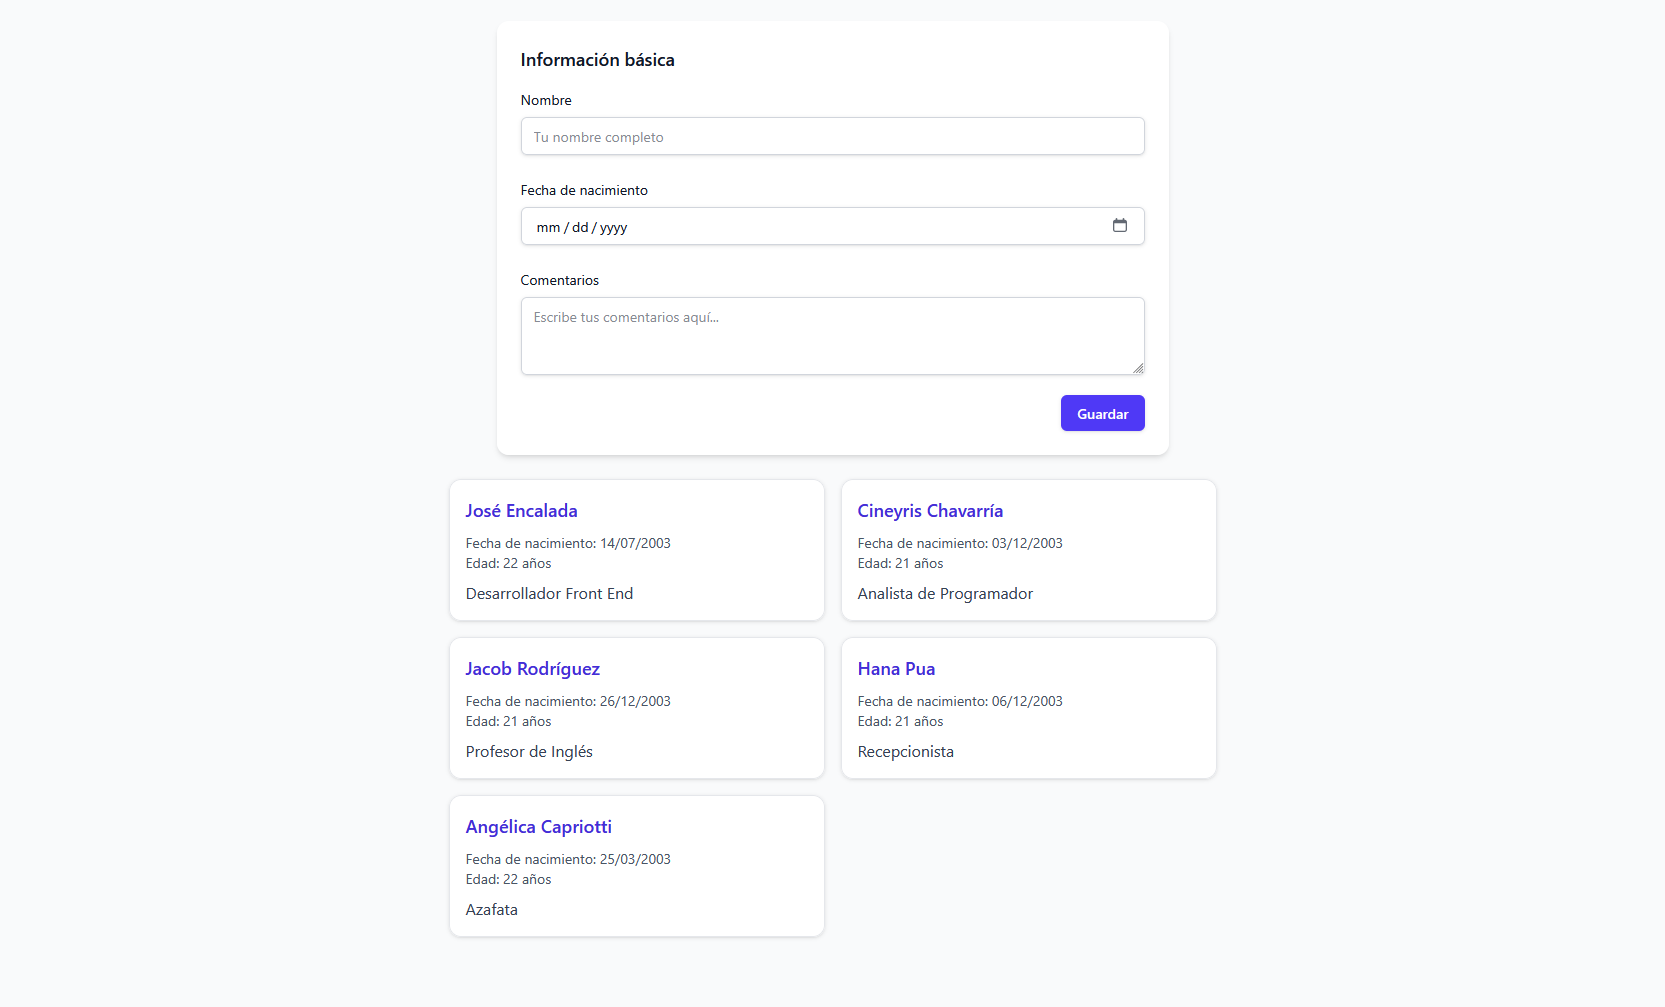 Información básica
Nombre
Tu nombre completo
Fecha de nacimiento
mm / dd / yyyy
Comentarios
Escribe tus comentarios aquí...
Guardar
José Encalada
Fecha de nacimiento: 14/07/2003
Edad: 22 años
Desarrollador Front End
Cineyris Chavarría
Fecha de nacimiento: 03/12/2003
Edad: 21 años
Analista de Programador
Jacob Rodríguez
Fecha de nacimiento: 26/12/2003
Edad: 21 años
Profesor de Inglés
Hana Pua
Fecha de nacimiento: 06/12/2003
Edad: 21 años
Recepcionista
Angélica Capriotti
Fecha de nacimiento: 25/03/2003
Edad: 22 años
Azafata